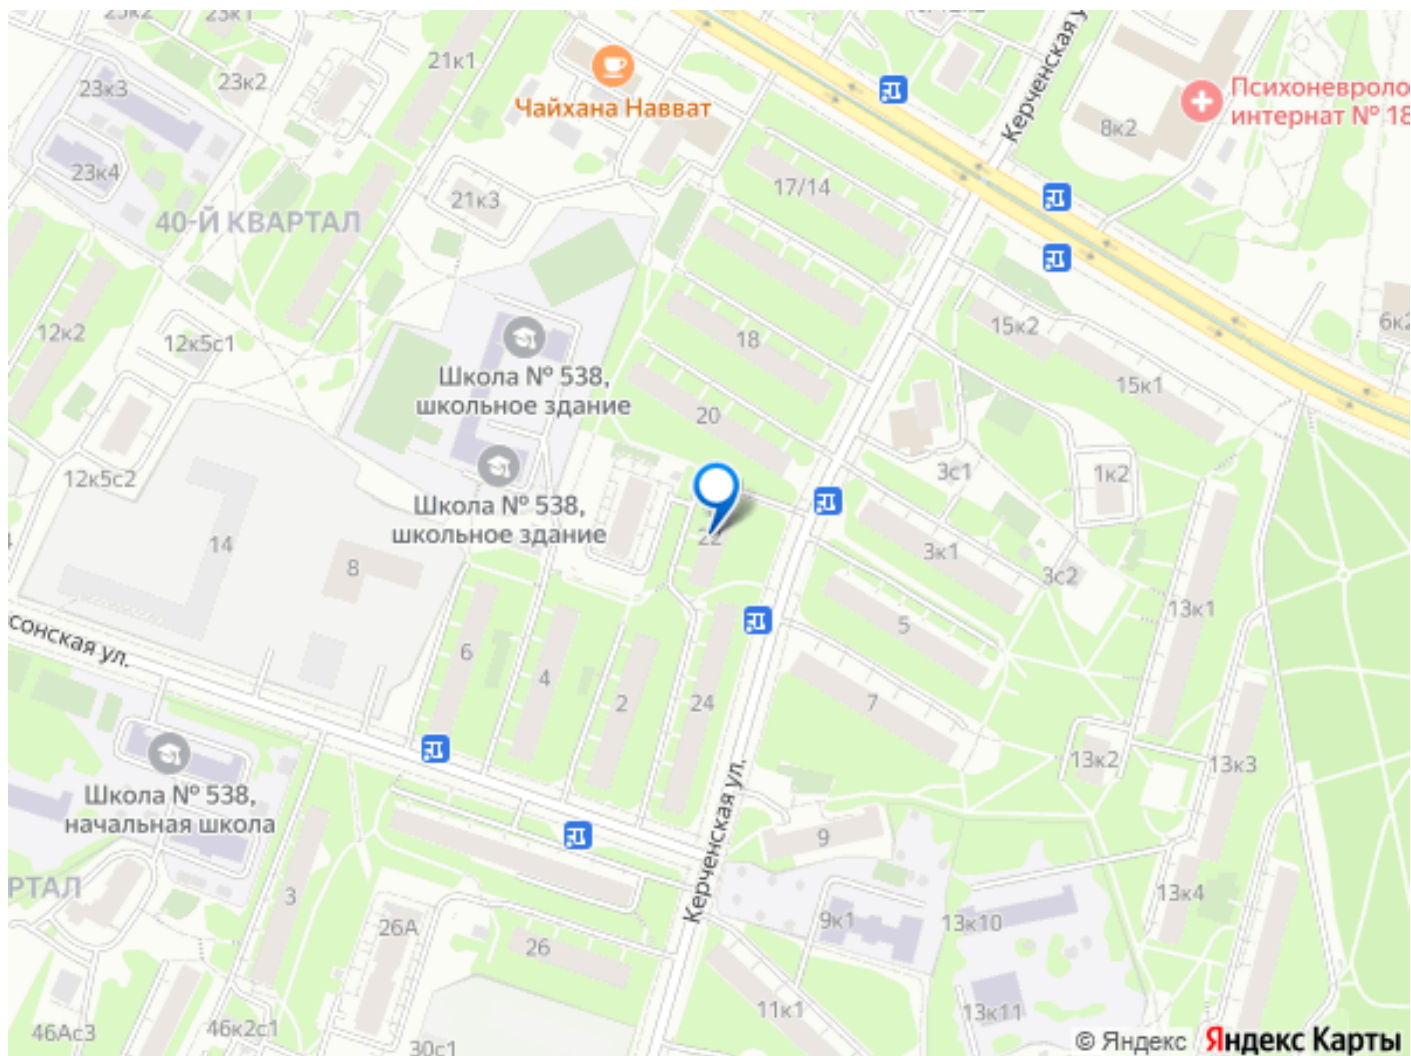 25к2
21к1
Керченская ул.
23к3
23к2
Чайхана Навват
Психоневроло
интернат № 18
8к2
23к4
17/14
21к3
40-Й КВАРТАЛ
12к2
12к5с1
18
15к2
6к2
Школа № 538,
школьное здание
15к1
20
12к5с2
3с1
1к2
Школа № 538,
школьное здание
22
14
8
3к1
3с2
13к1
сонская ул.
6
4
2
24
5
7
13к2
13к3
Школа № 538,
начальная школа
Керченская ул.
9
РТАЛ
3
26А
26
9к1
13к10
13к4
11к1
13к11
46Ас3
46к2с1
30с1
© Яндекс
Яндекс Карты